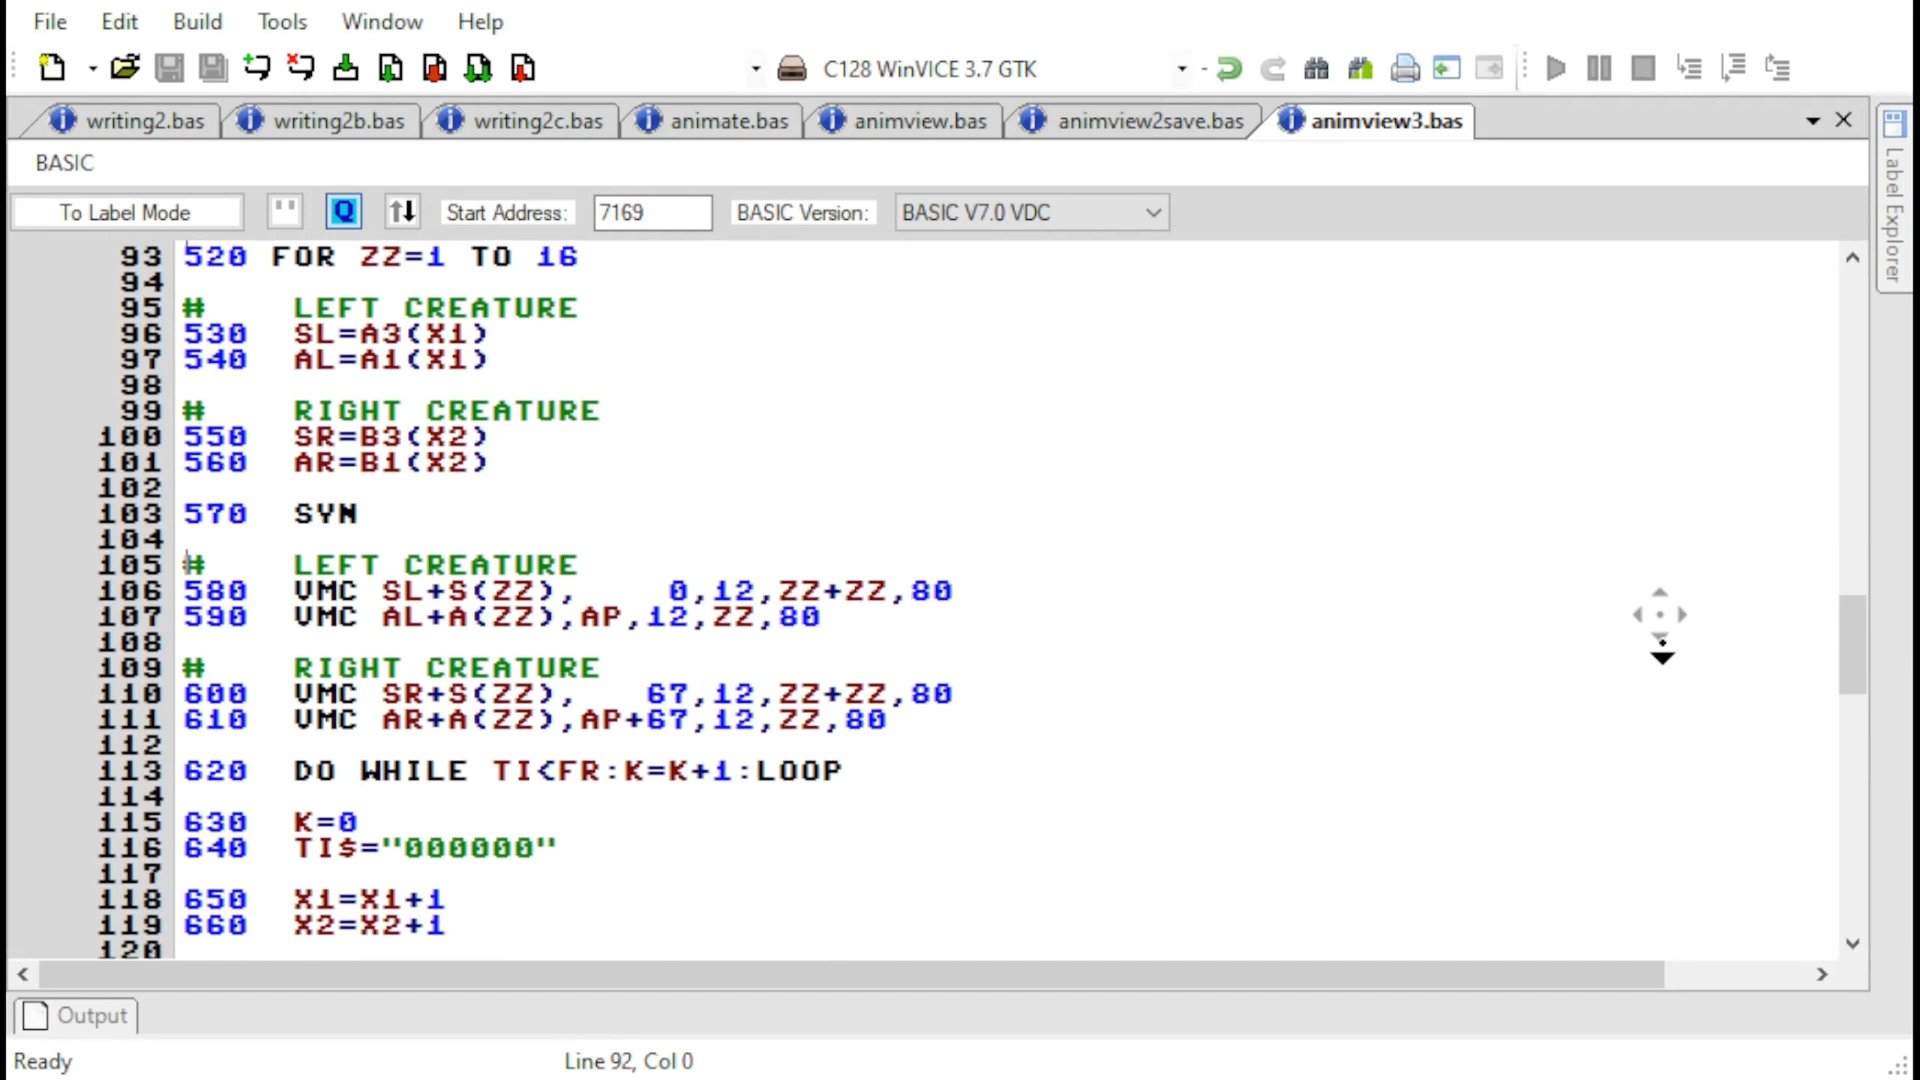 File Edit Build Tools Window Help
C128 WinVICE 3.7 GTK
writing2.bas writing2b.bas writing2c.bas animate.bas animview.bas animview2save.bas animview3.bas
BASIC
To Label Mode '' Q Start Address: 7169 BASIC Version: BASIC V7.0 VDC
Label Explorer
93 520 FOR ZZ=1 TO 16
94
95 # LEFT CREATURE
96 530 SL=A3(X1)
97 540 AL=A1(X1)
98
99 # RIGHT CREATURE
100 550 SR=B3(X2)
101 560 AR=B1(X2)
102
103 570 SYN
104
105 # LEFT CREATURE
106 580 VMC SL+S(ZZ), 0,12,ZZ+ZZ,80
107 590 VMC AL+A(ZZ),AP,12,ZZ,80
108
109 # RIGHT CREATURE
110 600 VMC SR+S(ZZ), 67,12,ZZ+ZZ,80
111 610 VMC AR+A(ZZ),AP+67,12,ZZ,80
112
113 620 DO WHILE TI<FR:K=K+1:LOOP
114
115 630 K=0
116 640 TI$="000000"
117
118 650 X1=X1+1
119 660 X2=X2+1
120
Output
Ready Line 92, Col 0